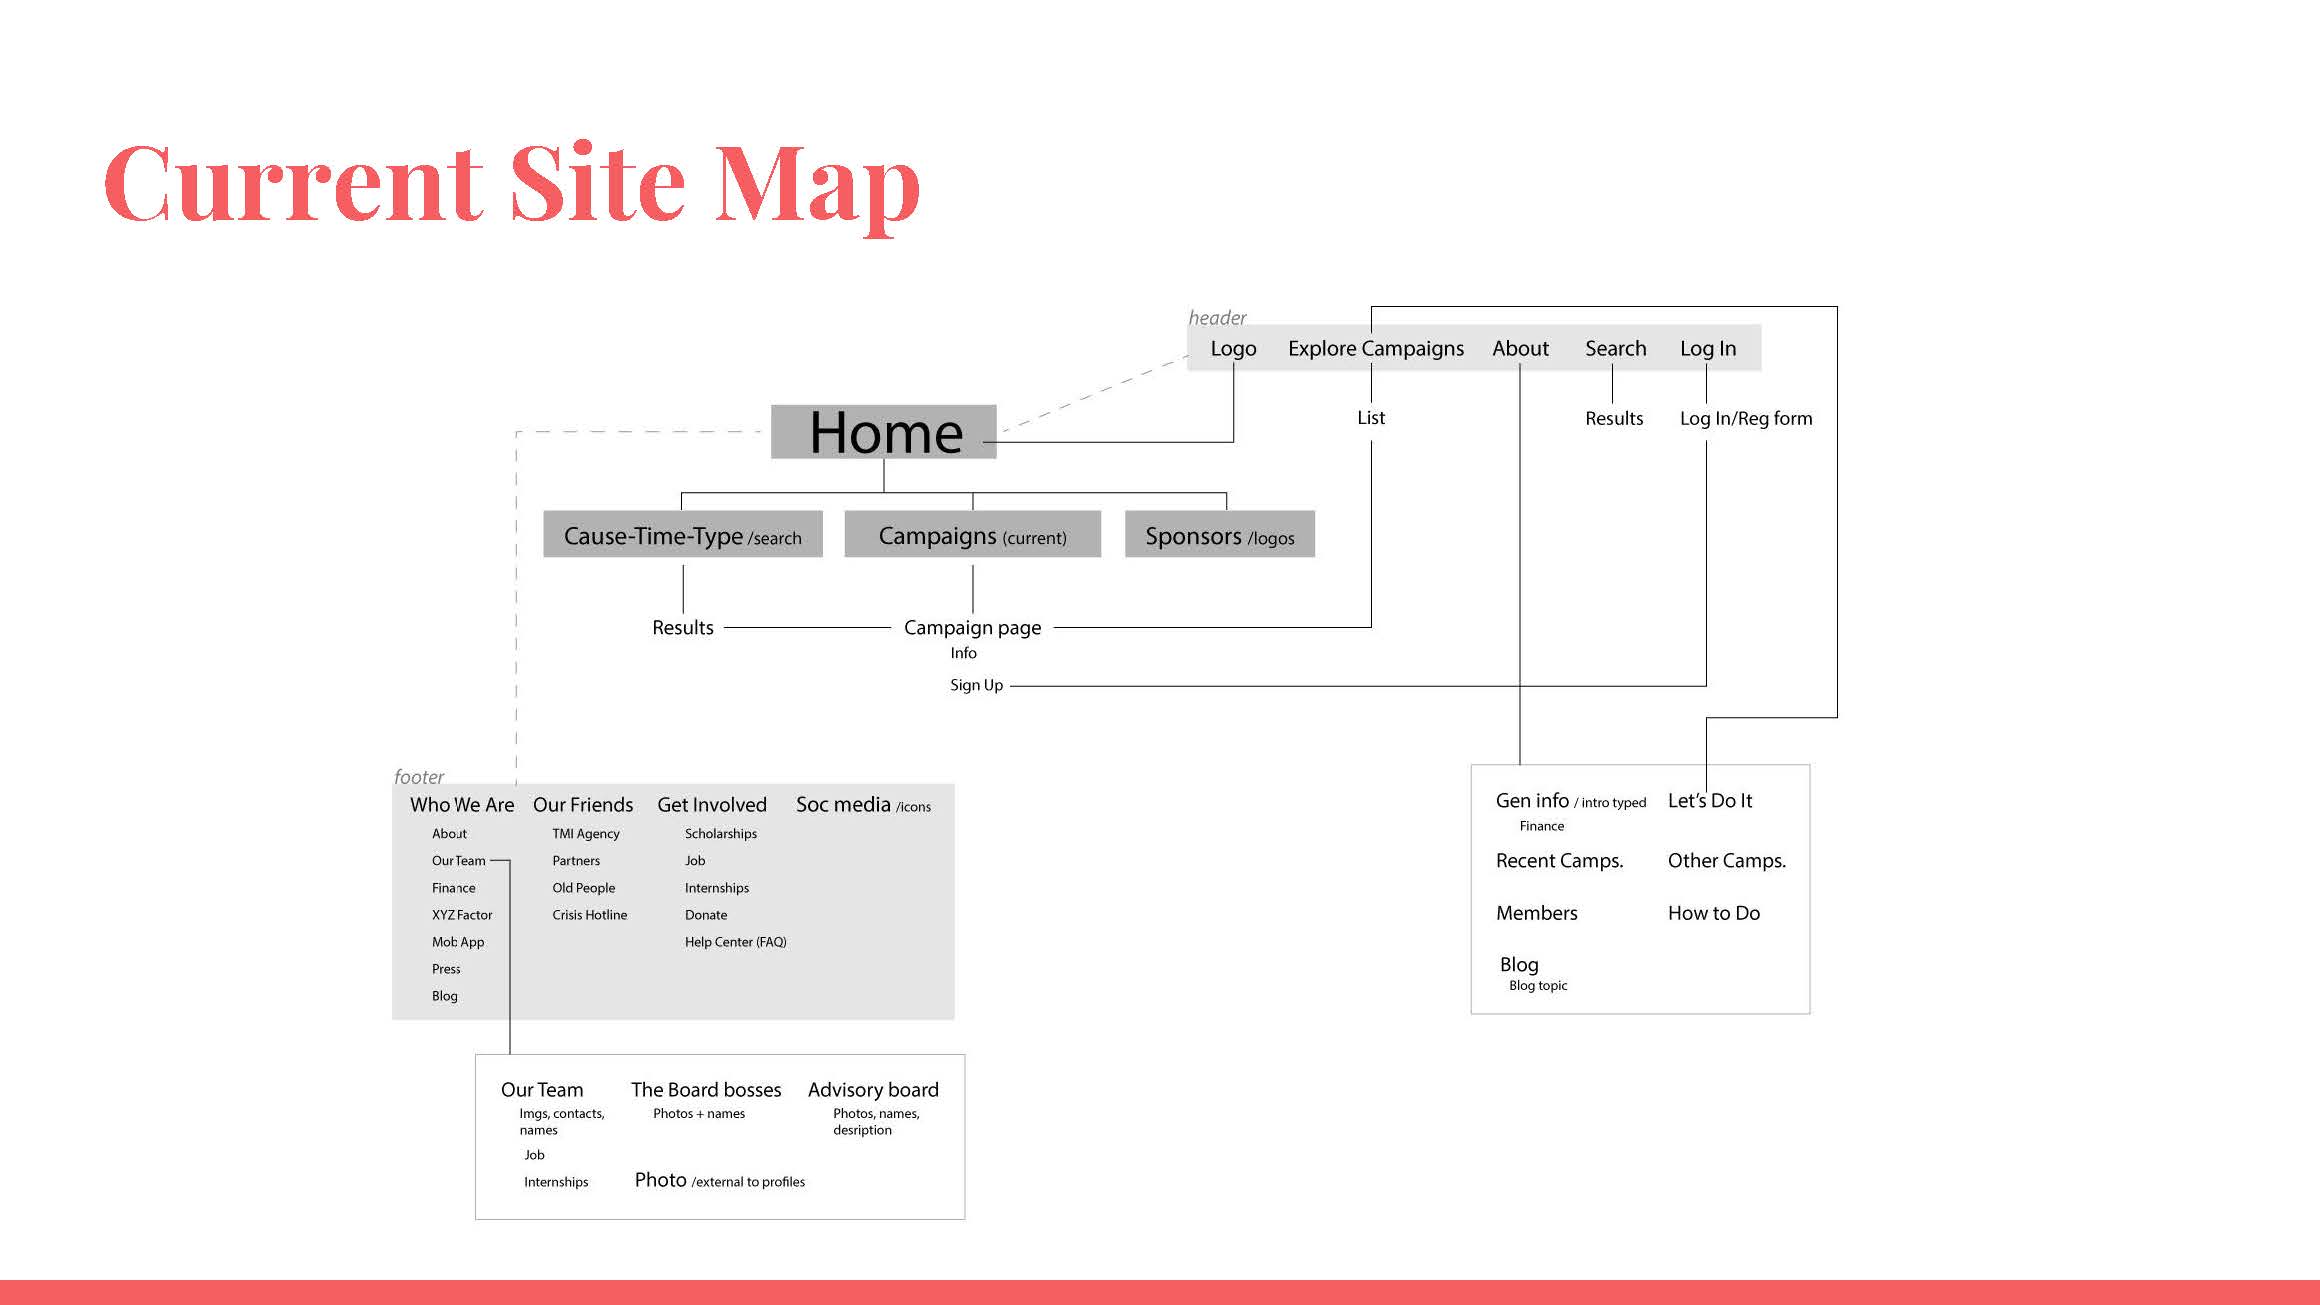 Current Site Map
header
Logo Explore Campaigns About Search Log In
Home
List Results Log In/Reg form
Cause-Time-Type /search Campaigns (current) Sponsors /logos
Results Campaign page
Info
Sign Up
footer
Who We Are Our Friends Get Involved Soc media /icons
About TMI Agency Scholarships
Our Team Partners Job
Finance Old People Internships
XYZ Factor Crisis Hotline Donate
Mob App Help Center (FAQ)
Press
Blog
Gen info / intro typed Let's Do It
Finance
Recent Camps. Other Camps.
Members How to Do
Blog
Blog topic
Our Team The Board bosses Advisory board
Imgs, contacts, Photos + names Photos, names,
names desription
Job
Internships Photo /external to profiles